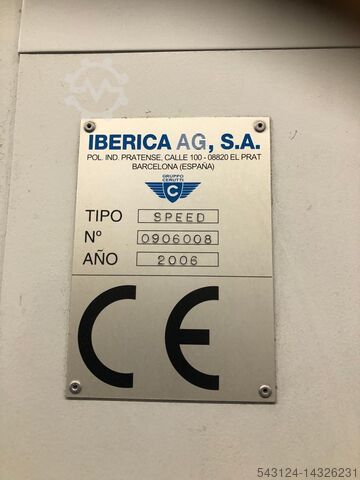 IBERICA AG, S.A.
POL. IND. PRATENSE, CALLE 100 - 08820 EL PRAT
BARCELONA (ESPAÑA)
GRUPPO
CERUTTI
C
TIPO SPEED
Nº 0906008
AÑO 2006
CE
543124-14326231